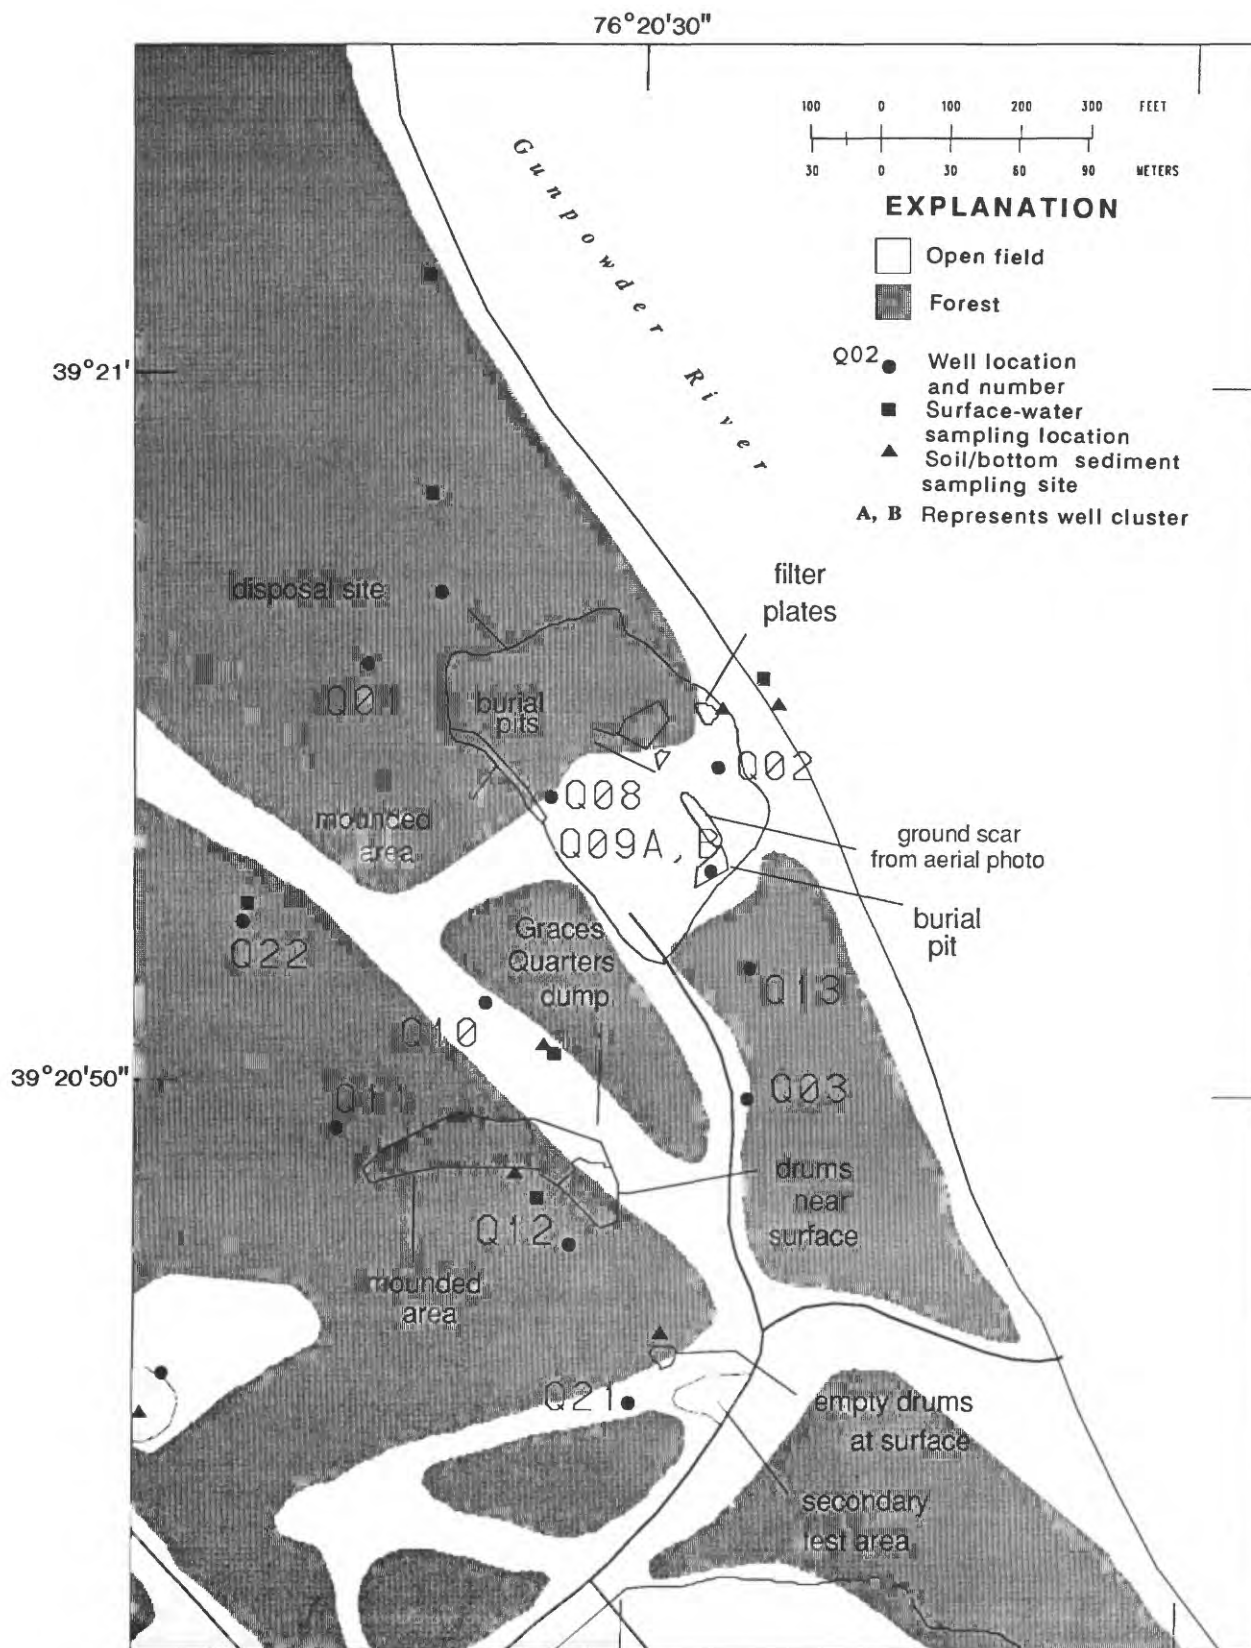 76°20'30"
100 0 100 200 300 FEET
30 0 30 60 90 METERS
Gunpowder River
EXPLANATION
Open field
Forest
39°21'
Q02
Well location
and number
Surface-water
sampling location
Soil/bottom sediment
sampling site
A, B Represents well cluster
filter
plates
disposal site
Q01
burial
pits
Q02
Q08
mounded
area
Q09A, B
ground scar
from aerial photo
burial
pit
Graces
Quarters
dump
Q22
Q13
Q10
39°20'50"
Q11
Q03
drums
near
surface
Q12
mounded
area
Q21
empty drums
at surface
secondary
test area